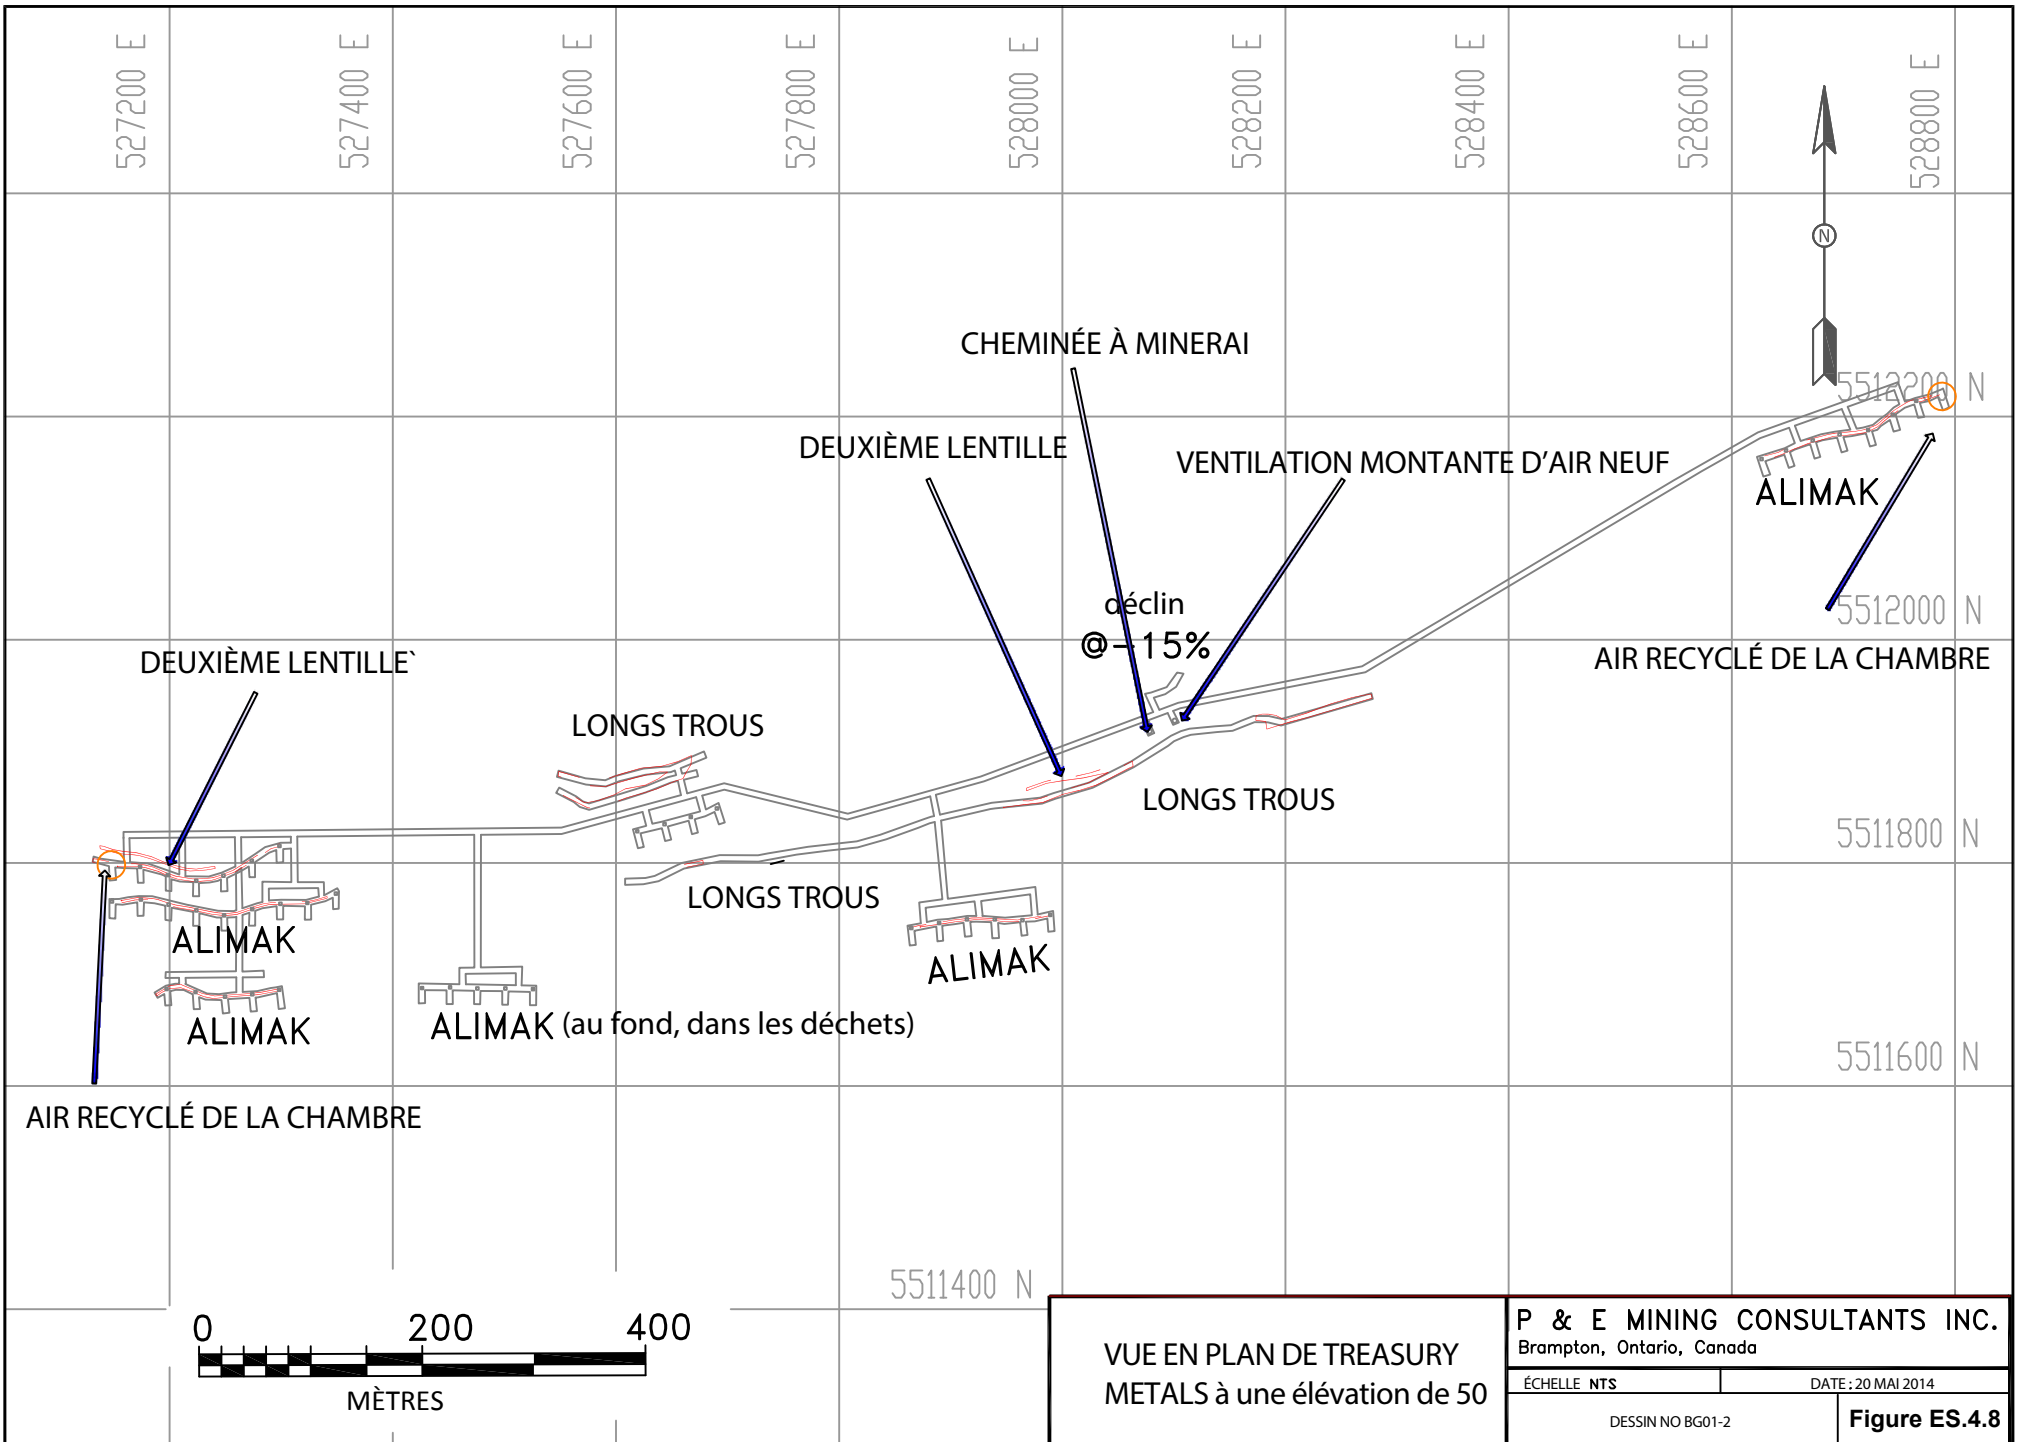 527200 E
527400 E
527600 E
527800 E
528000 E
528200 E
528400 E
528600 E
528800 E
N
CHEMINÉE À MINERAI
5512200 N
DEUXIÈME LENTILLE
VENTILATION MONTANTE D'AIR NEUF
ALIMAK
déclin
@-15%
5512000 N
DEUXIÈME LENTILLE`
AIR RECYCLÉ DE LA CHAMBRE
LONGS TROUS
LONGS TROUS
5511800 N
LONGS TROUS
ALIMAK
ALIMAK
ALIMAK
ALIMAK (au fond, dans les déchets)
5511600 N
AIR RECYCLÉ DE LA CHAMBRE
5511400 N
0 200 400
MÈTRES
VUE EN PLAN DE TREASURY
METALS à une élévation de 50
P & E MINING CONSULTANTS INC.
Brampton, Ontario, Canada
ÉCHELLE NTS
DATE : 20 MAI 2014
DESSIN NO BG01-2
Figure ES.4.8